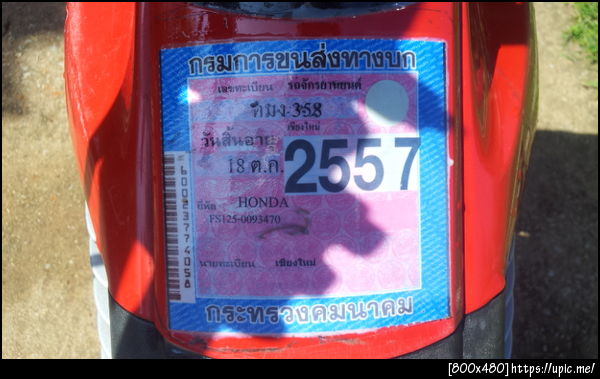 กรมการขนส่งทางบก
เลขทะเบียน รถจักรยานยนต์
358
เชียงใหม่
วันสิ้นอายุ
18 ต.ค. 2557
ยี่ห้อ HONDA
FS125-0093470
นายทะเบียน เชียงใหม่
กระทรวงคมนาคม
60023774058
[800x480] https://upic.me/